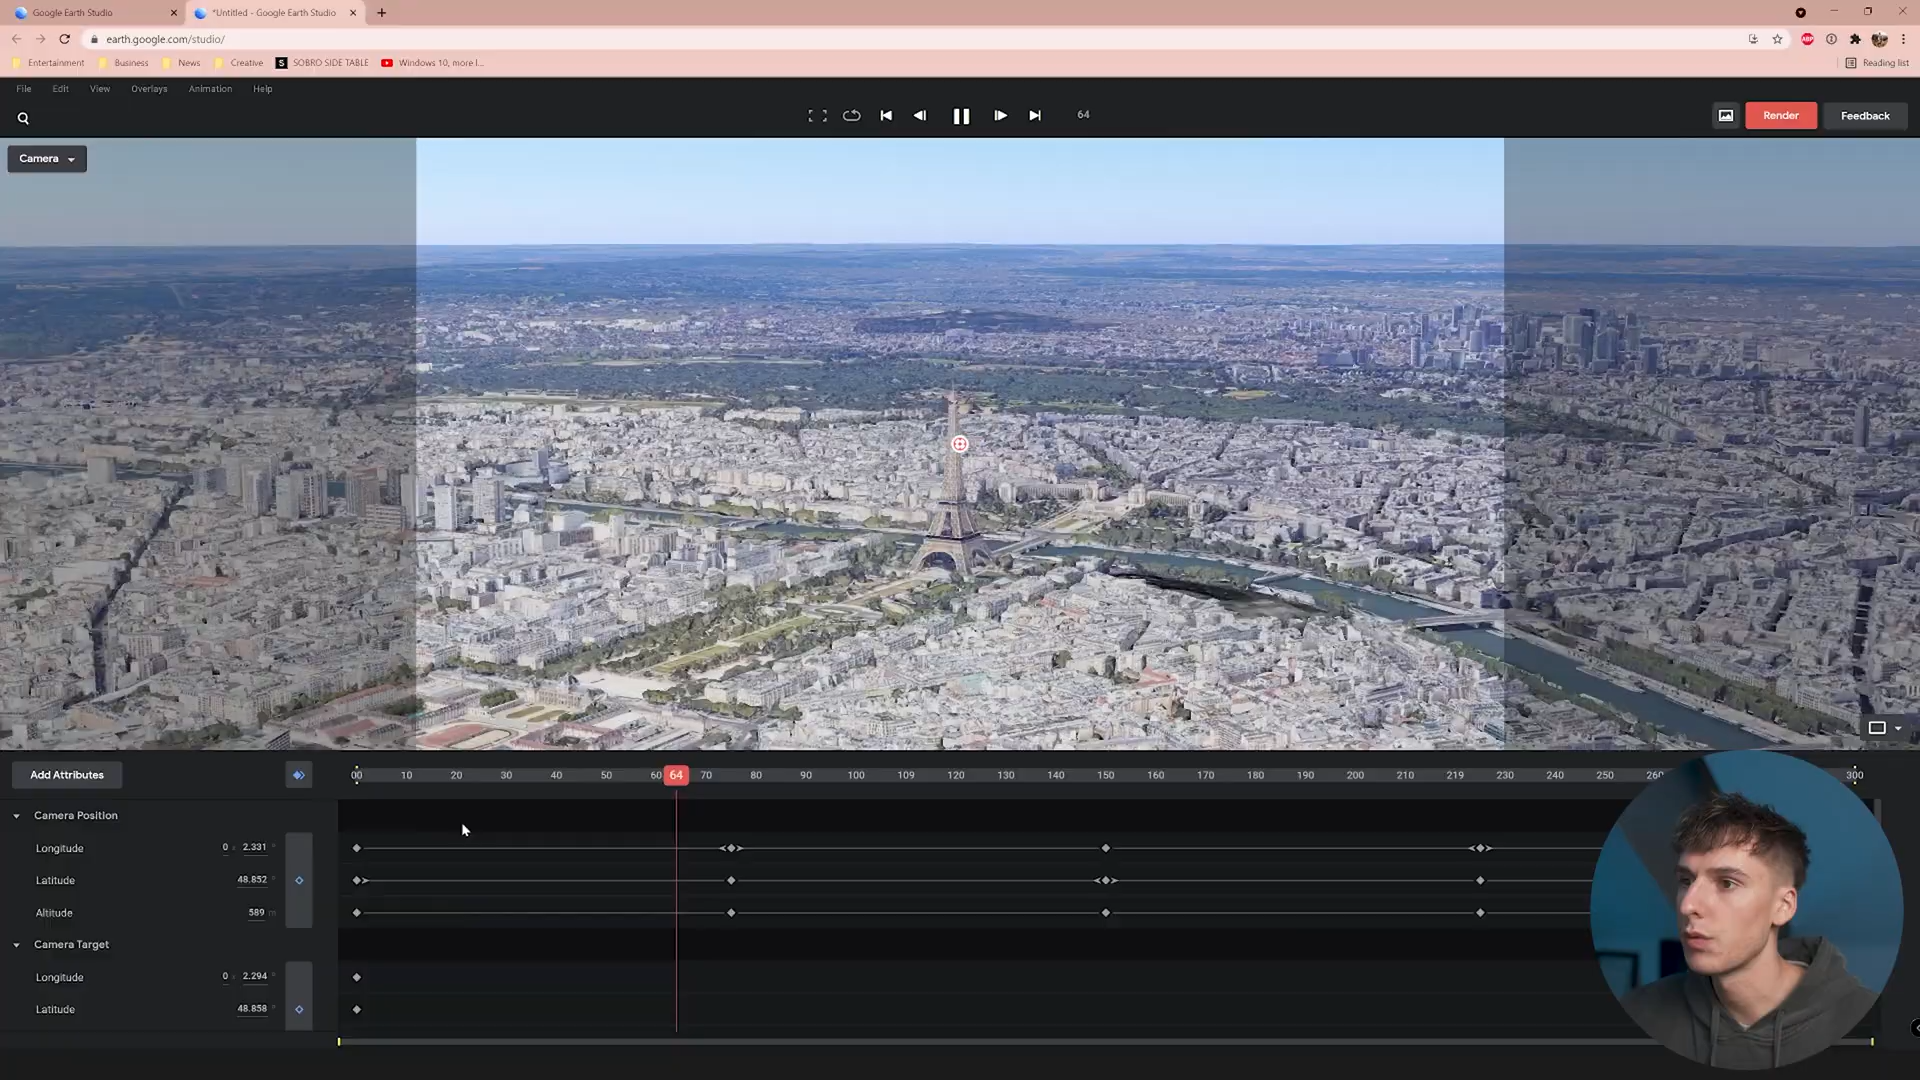 Google Earth Studio
*Untitled - Google Earth Studio
earth.google.com/studio/
ABP
Entertainment
Business
News
Creative
S
SOBRO SIDE TABLE
Windows 10, more l...
Reading list
File
Edit
View
Overlays
Animation
Help
64
Render
Feedback
Camera
Add Attributes
00 10 20 30 40 50 60 64 70 80 90 100 109 120 130 140 150 160 170 180 190 200 210 219 225 240 250 260 300
Camera Position
Longitude 0 x 2.331 °
Latitude 48.852 °
Altitude 589 m
Camera Target
Longitude 0 x 2.294 °
Latitude 48.858 °